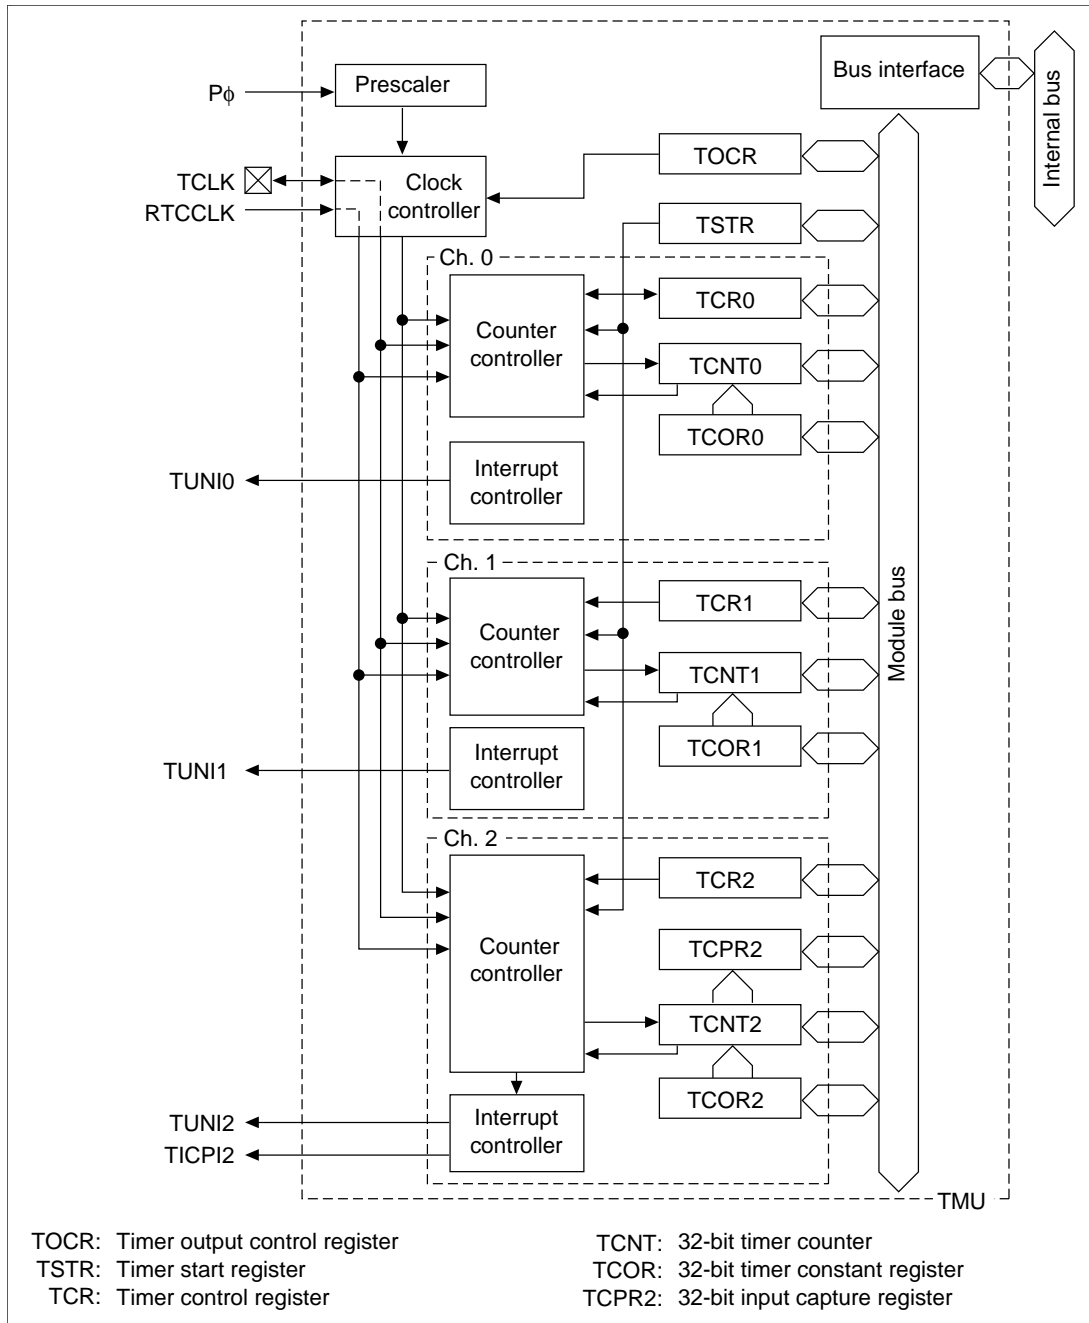 Bus interface
Internal bus
Prescaler
Pϕ
TOCR
TCLK
Clock
controller
RTCCLK
TSTR
Ch. 0
TCR0
Counter
controller
TCNT0
TCOR0
Interrupt
controller
TUNI0
Ch. 1
TCR1
Counter
controller
Module bus
TCNT1
TCOR1
Interrupt
controller
TUNI1
Ch. 2
TCR2
Counter
controller
TCPR2
TCNT2
TCOR2
Interrupt
controller
TUNI2
TICPI2
TMU
TOCR: Timer output control register
TSTR: Timer start register
TCR: Timer control register
TCNT: 32-bit timer counter
TCOR: 32-bit timer constant register
TCPR2: 32-bit input capture register